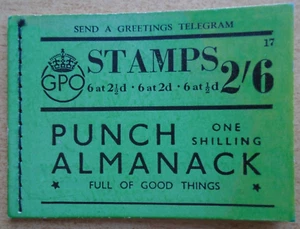 SEND A GREETINGS TELEGRAM
17
STAMPS 2/6
GPO
6 at 2½d · 6 at 2d · 6 at ½d
PUNCH ONE SHILLING
ALMANACK
★ FULL OF GOOD THINGS ★